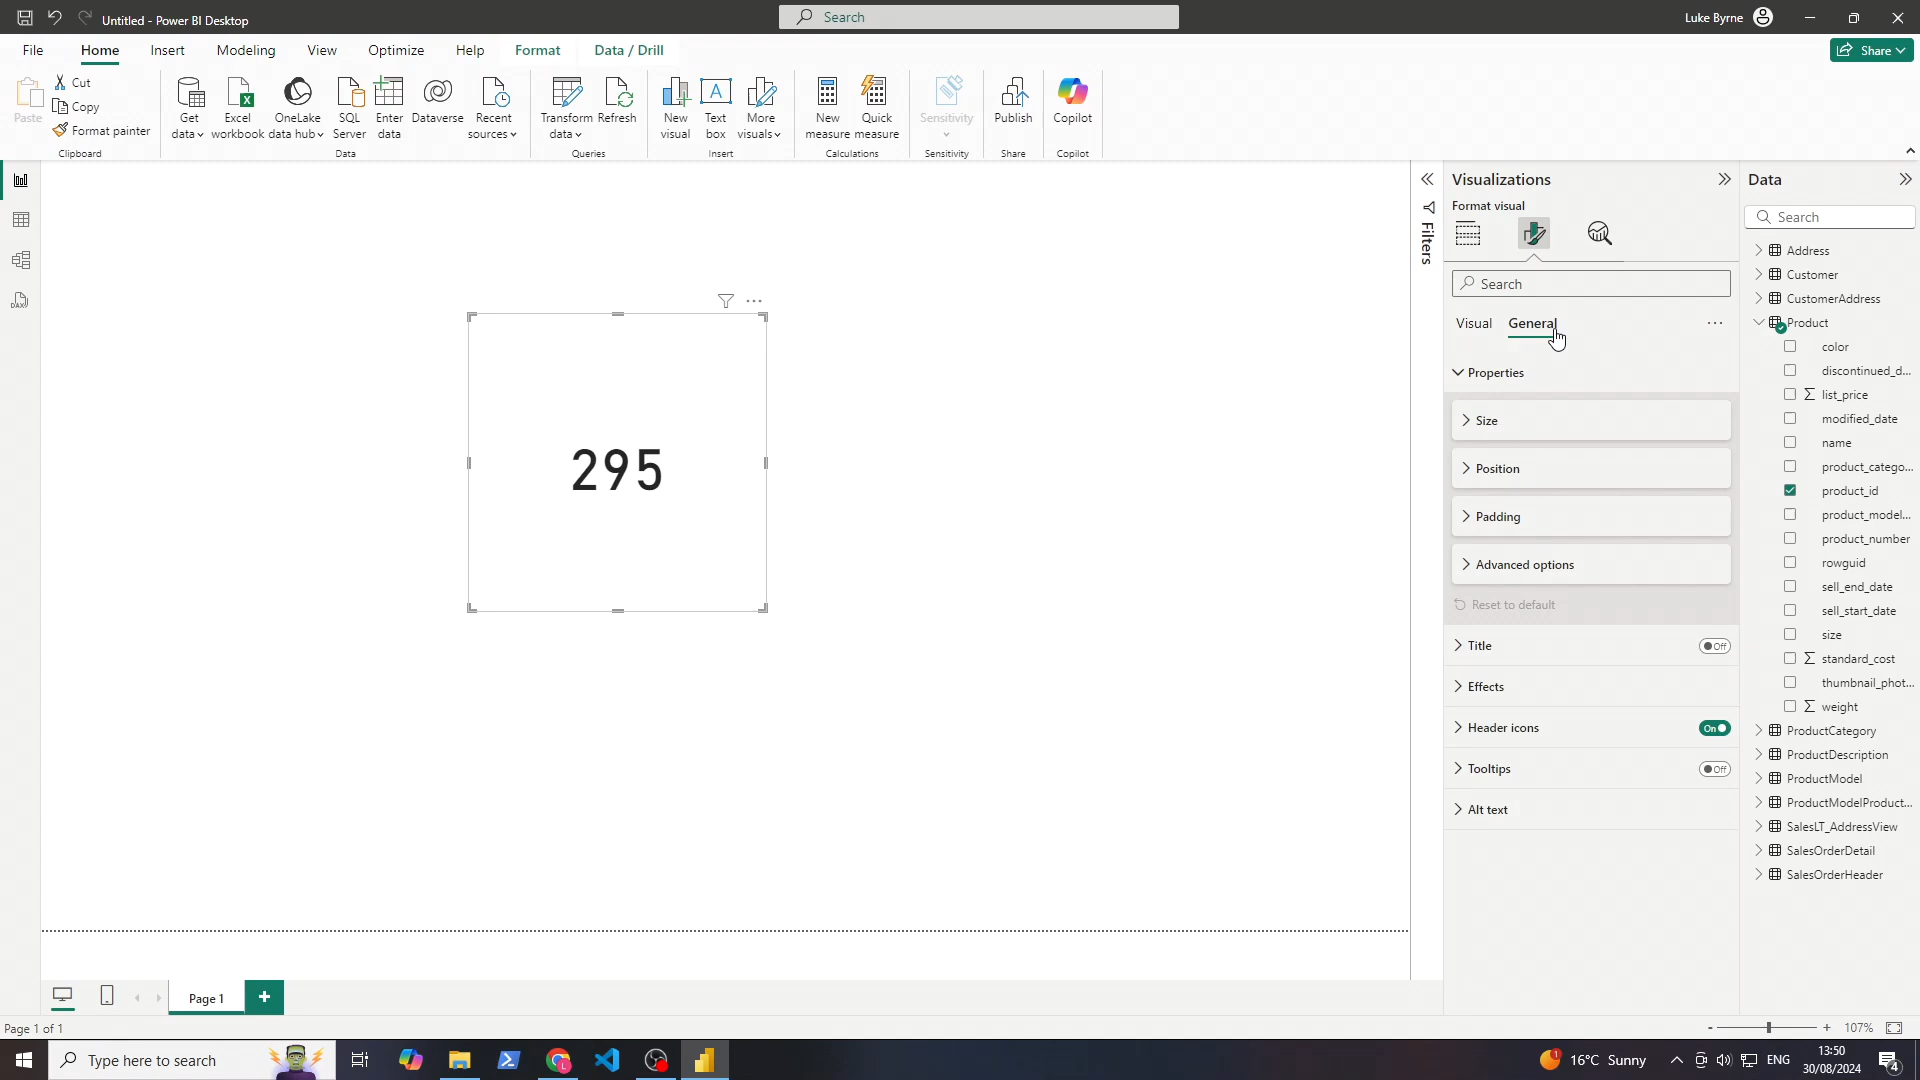 Untitled - Power BI Desktop
Search
Luke Byrne
File
Home
Insert
Modeling
View
Optimize
Help
Format
Data / Drill
Share
Paste
Cut
Copy
Format painter
Clipboard
Get data
Excel workbook
OneLake data hub
SQL Server
Enter data
Dataverse
Recent sources
Data
Transform data
Refresh
Queries
New visual
Text box
More visuals
Insert
New measure
Quick measure
Calculations
Sensitivity
Sensitivity
Publish
Share
Copilot
Copilot
295
Filters
Visualizations
Format visual
Search
Visual
General
Properties
Size
Position
Padding
Advanced options
Reset to default
Title
Off
Effects
Header icons
On
Tooltips
Off
Alt text
Data
Search
Address
Customer
CustomerAddress
Product
color
discontinued_d...
list_price
modified_date
name
product_catego...
product_id
product_model...
product_number
rowguid
sell_end_date
sell_start_date
size
standard_cost
thumbnail_phot...
weight
ProductCategory
ProductDescription
ProductModel
ProductModelProduct...
SalesLT_AddressView
SalesOrderDetail
SalesOrderHeader
Page 1
Page 1 of 1
107%
Type here to search
1
16°C Sunny
ENG
13:50
30/08/2024
4